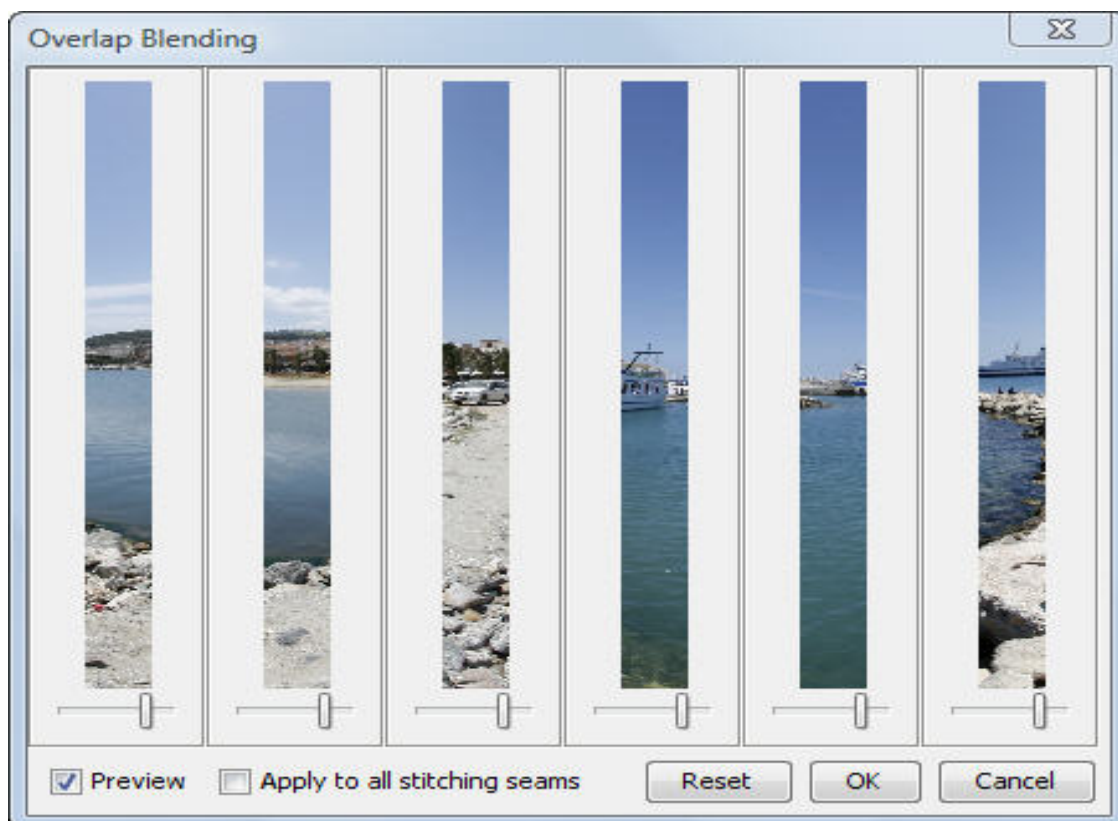 Overlap Blending
Preview
Apply to all stitching seams
Reset
OK
Cancel